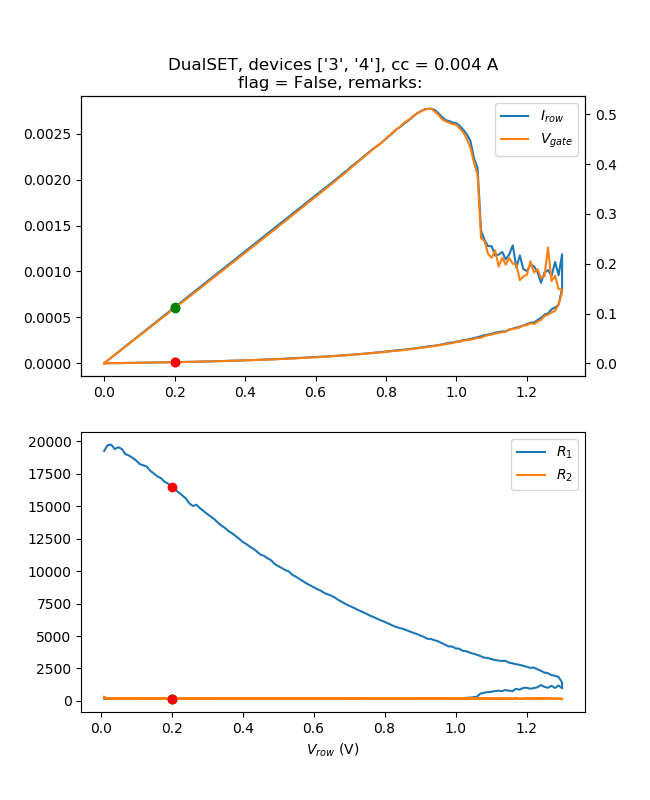 DualSET, devices ['3', '4'], cc = 0.004 A
flag = False, remarks:
I_row
V_gate
0.0025
0.0020
0.0015
0.0010
0.0005
0.0000
0.5
0.4
0.3
0.2
0.1
0.0
0.0 0.2 0.4 0.6 0.8 1.0 1.2
R_1
R_2
20000
17500
15000
12500
10000
7500
5000
2500
0
0.0 0.2 0.4 0.6 0.8 1.0 1.2
V_row (V)